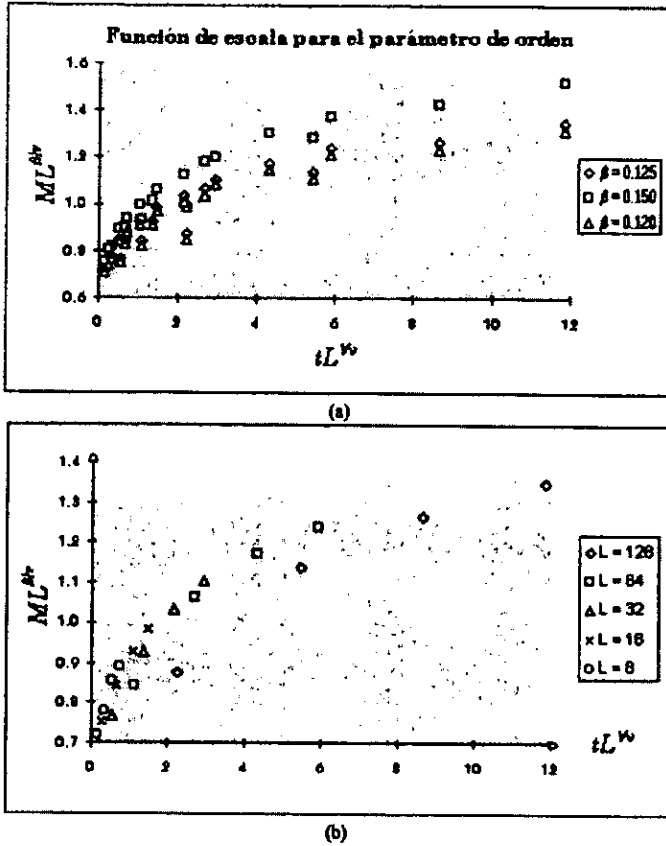 Función de escala para el parámetro de orden
1.6
1.4
1.2
1.0
0.8
0.6
ML^{β/ν}
0 2 4 6 8 10 12
tL^{1/ν}
β = 0.125
β = 0.150
β = 0.120
(a)
1.4
1.3
1.2
1.1
1.0
0.9
0.8
0.7
ML^{β/ν}
0 2 4 6 8 10 12
tL^{1/ν}
L = 128
L = 64
L = 32
L = 16
L = 8
(b)